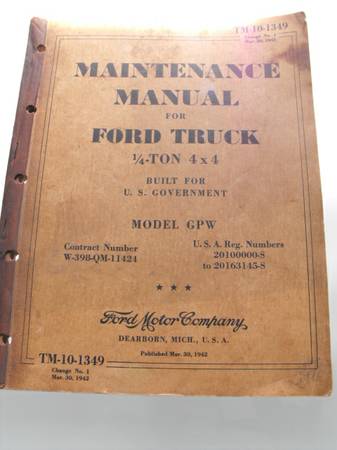 TM-10-1349
Change No. 1
Mar. 30, 1942
MAINTENANCE
MANUAL
FOR
FORD TRUCK
¼-TON 4x4
BUILT FOR
U. S. GOVERNMENT
MODEL GPW
Contract Number
W-398-QM-11424
U. S. A. Reg. Numbers
20100000-S
to 20163145-S
★ ★ ★
Ford Motor Company
DEARBORN, MICH., U. S. A.
Published Mar. 30, 1942
TM-10-1349
Change No. 1
Mar. 30, 1942